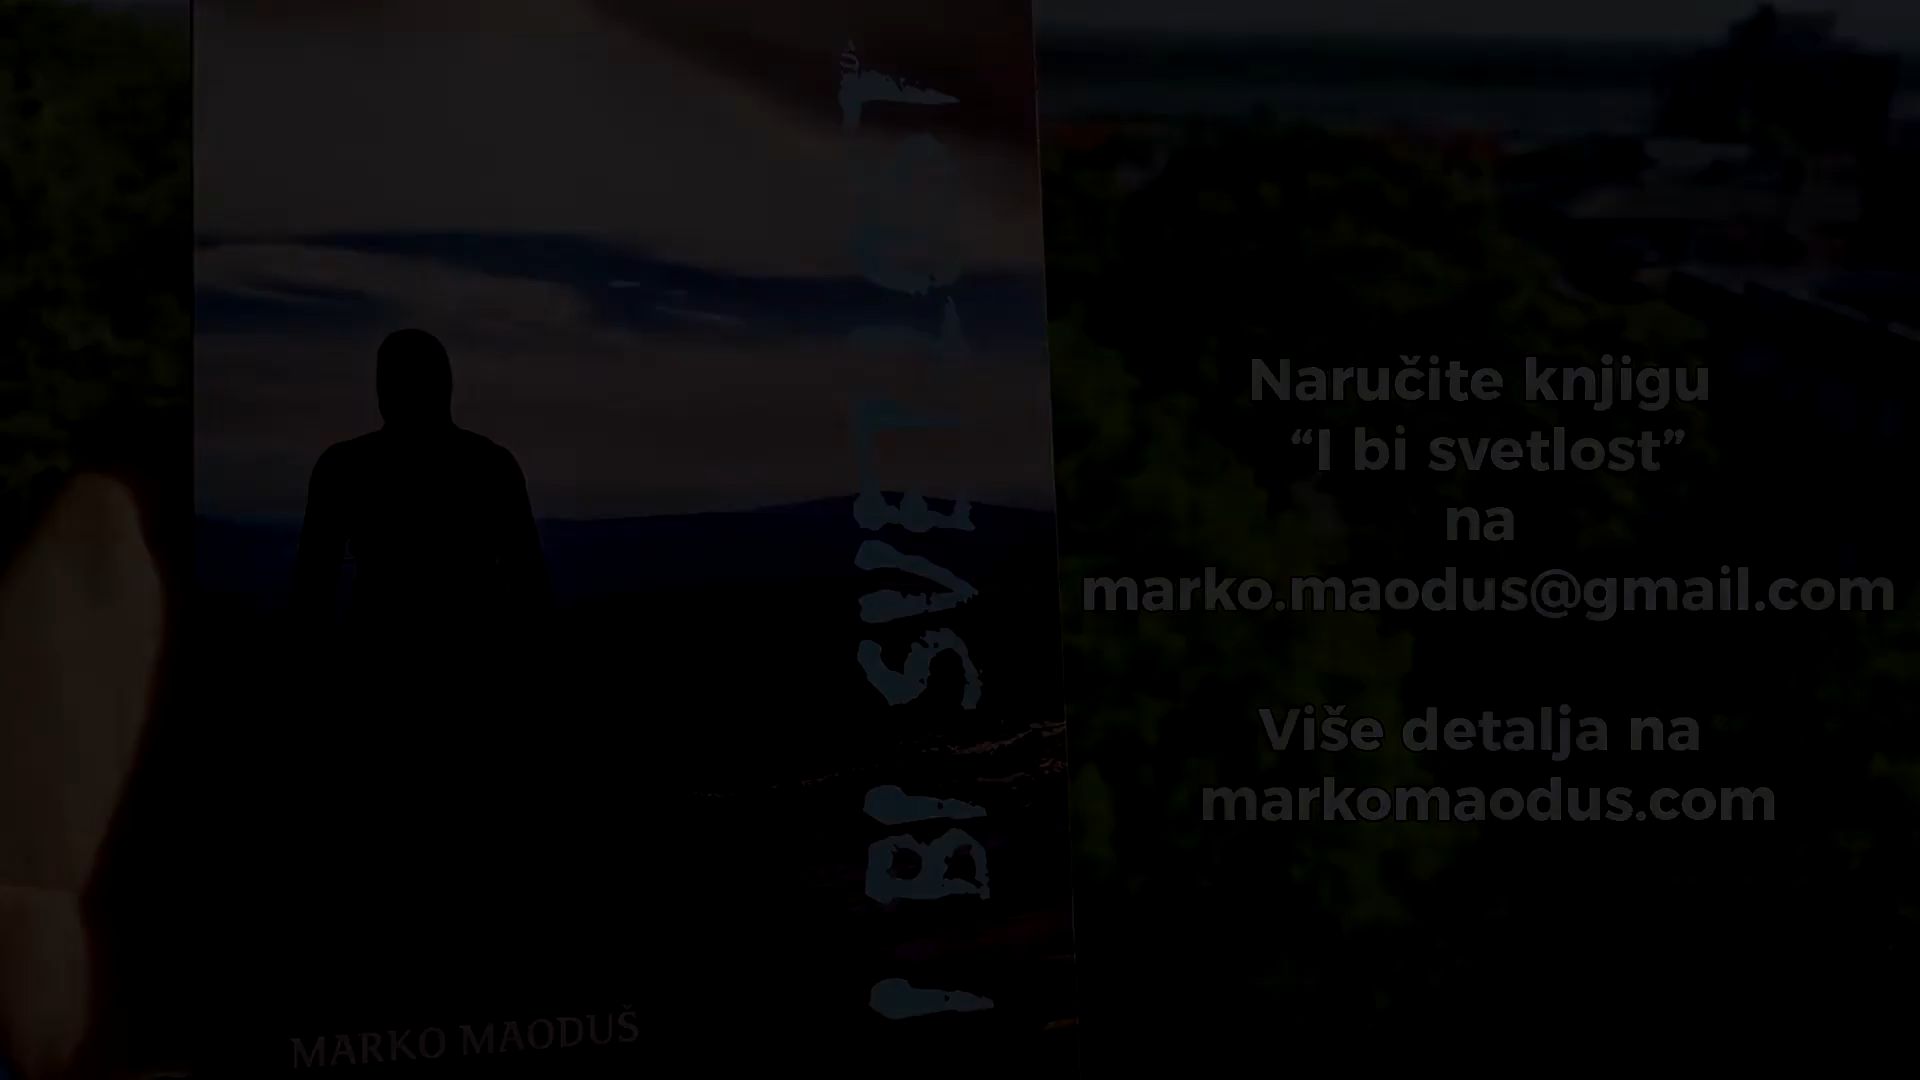 I BI SVETLOST
MARKO MAODUŠ
Naručite knjigu
“I bi svetlost”
na
marko.maodus@gmail.com
Više detalja na
markomaodus.com